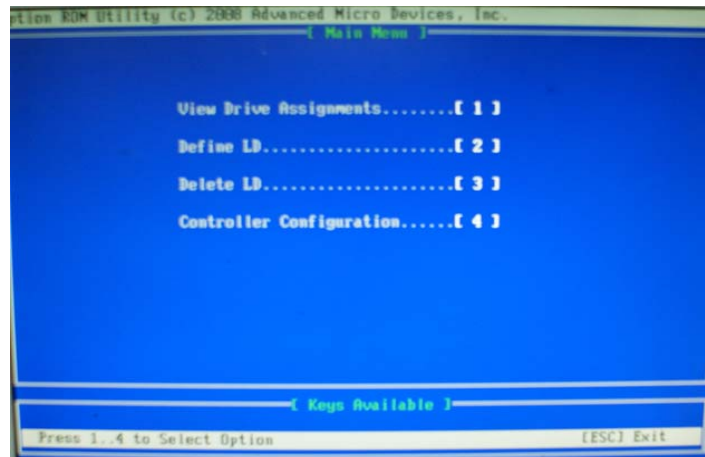 ption ROM Utility (c) 2008 Advanced Micro Devices, Inc.
[ Main Menu ]
View Drive Assignments........[ 1 ]
Define LD.....................[ 2 ]
Delete LD.....................[ 3 ]
Controller Configuration......[ 4 ]
[ Keys Available ]
Press 1..4 to Select Option [ESC] Exit